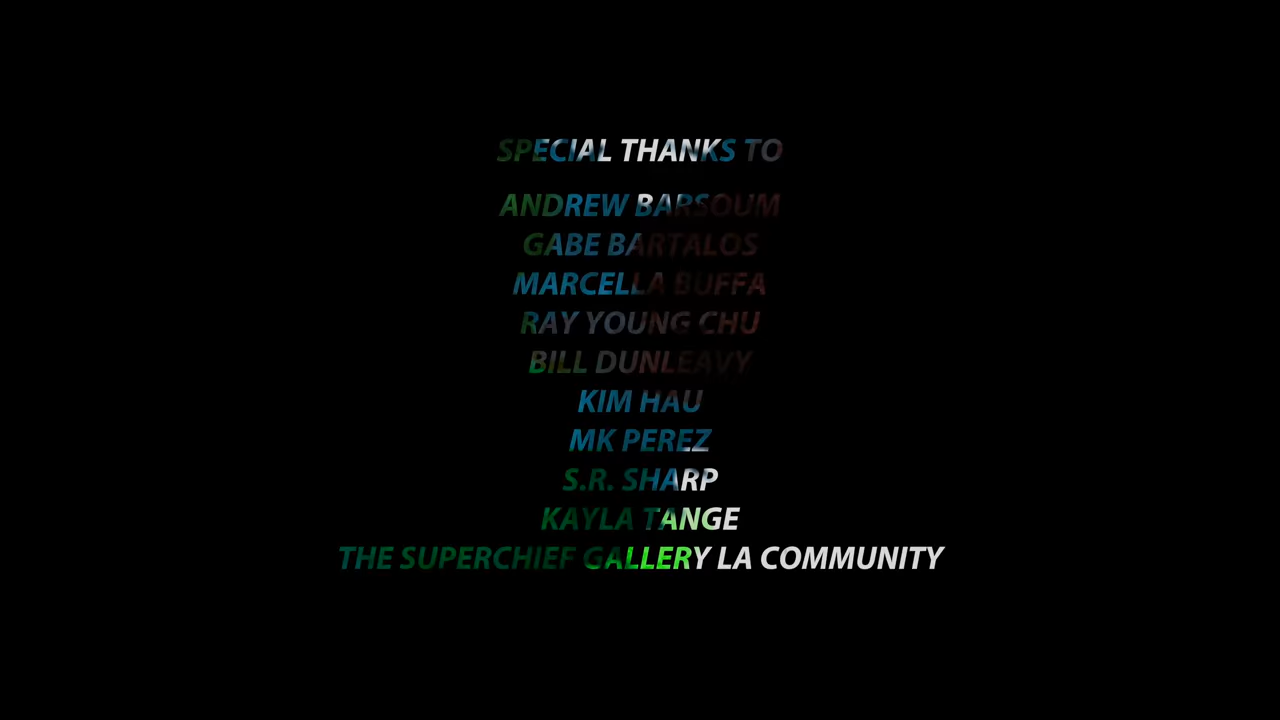 SPECIAL THANKS TO
ANDREW BARSOUM
GABE BARTALOS
MARCELLA BUFFA
RAY YOUNG CHU
BILL DUNLEAVY
KIM HAU
MK PEREZ
S.R. SHARP
KAYLA TANGE
THE SUPERCHIEF GALLERY LA COMMUNITY